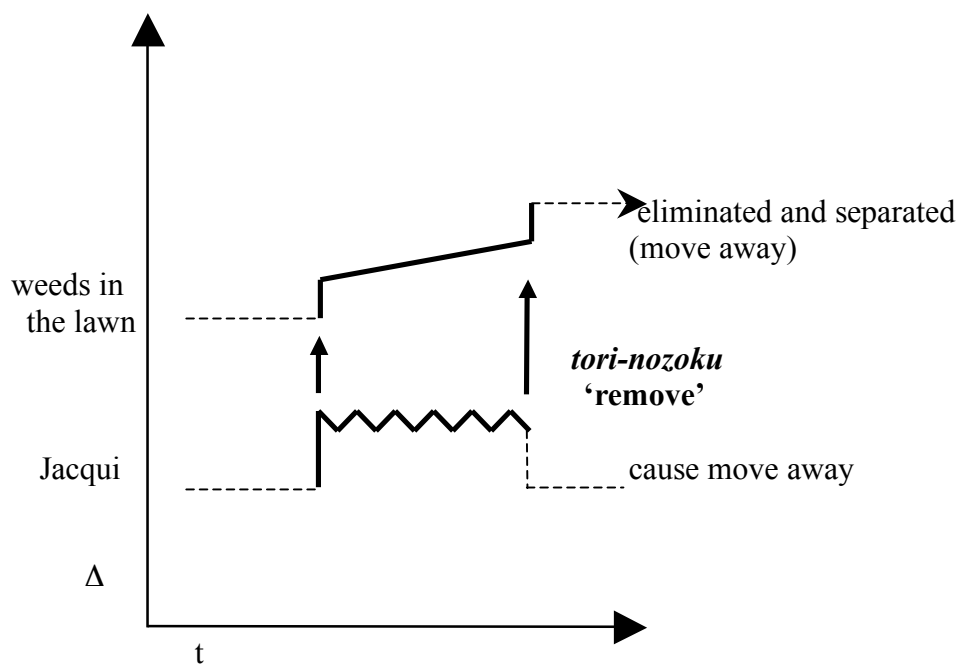 eliminated and separated
(move away)
weeds in
the lawn
tori-nozoku
‘remove’
Jacqui
cause move away
Δ
t